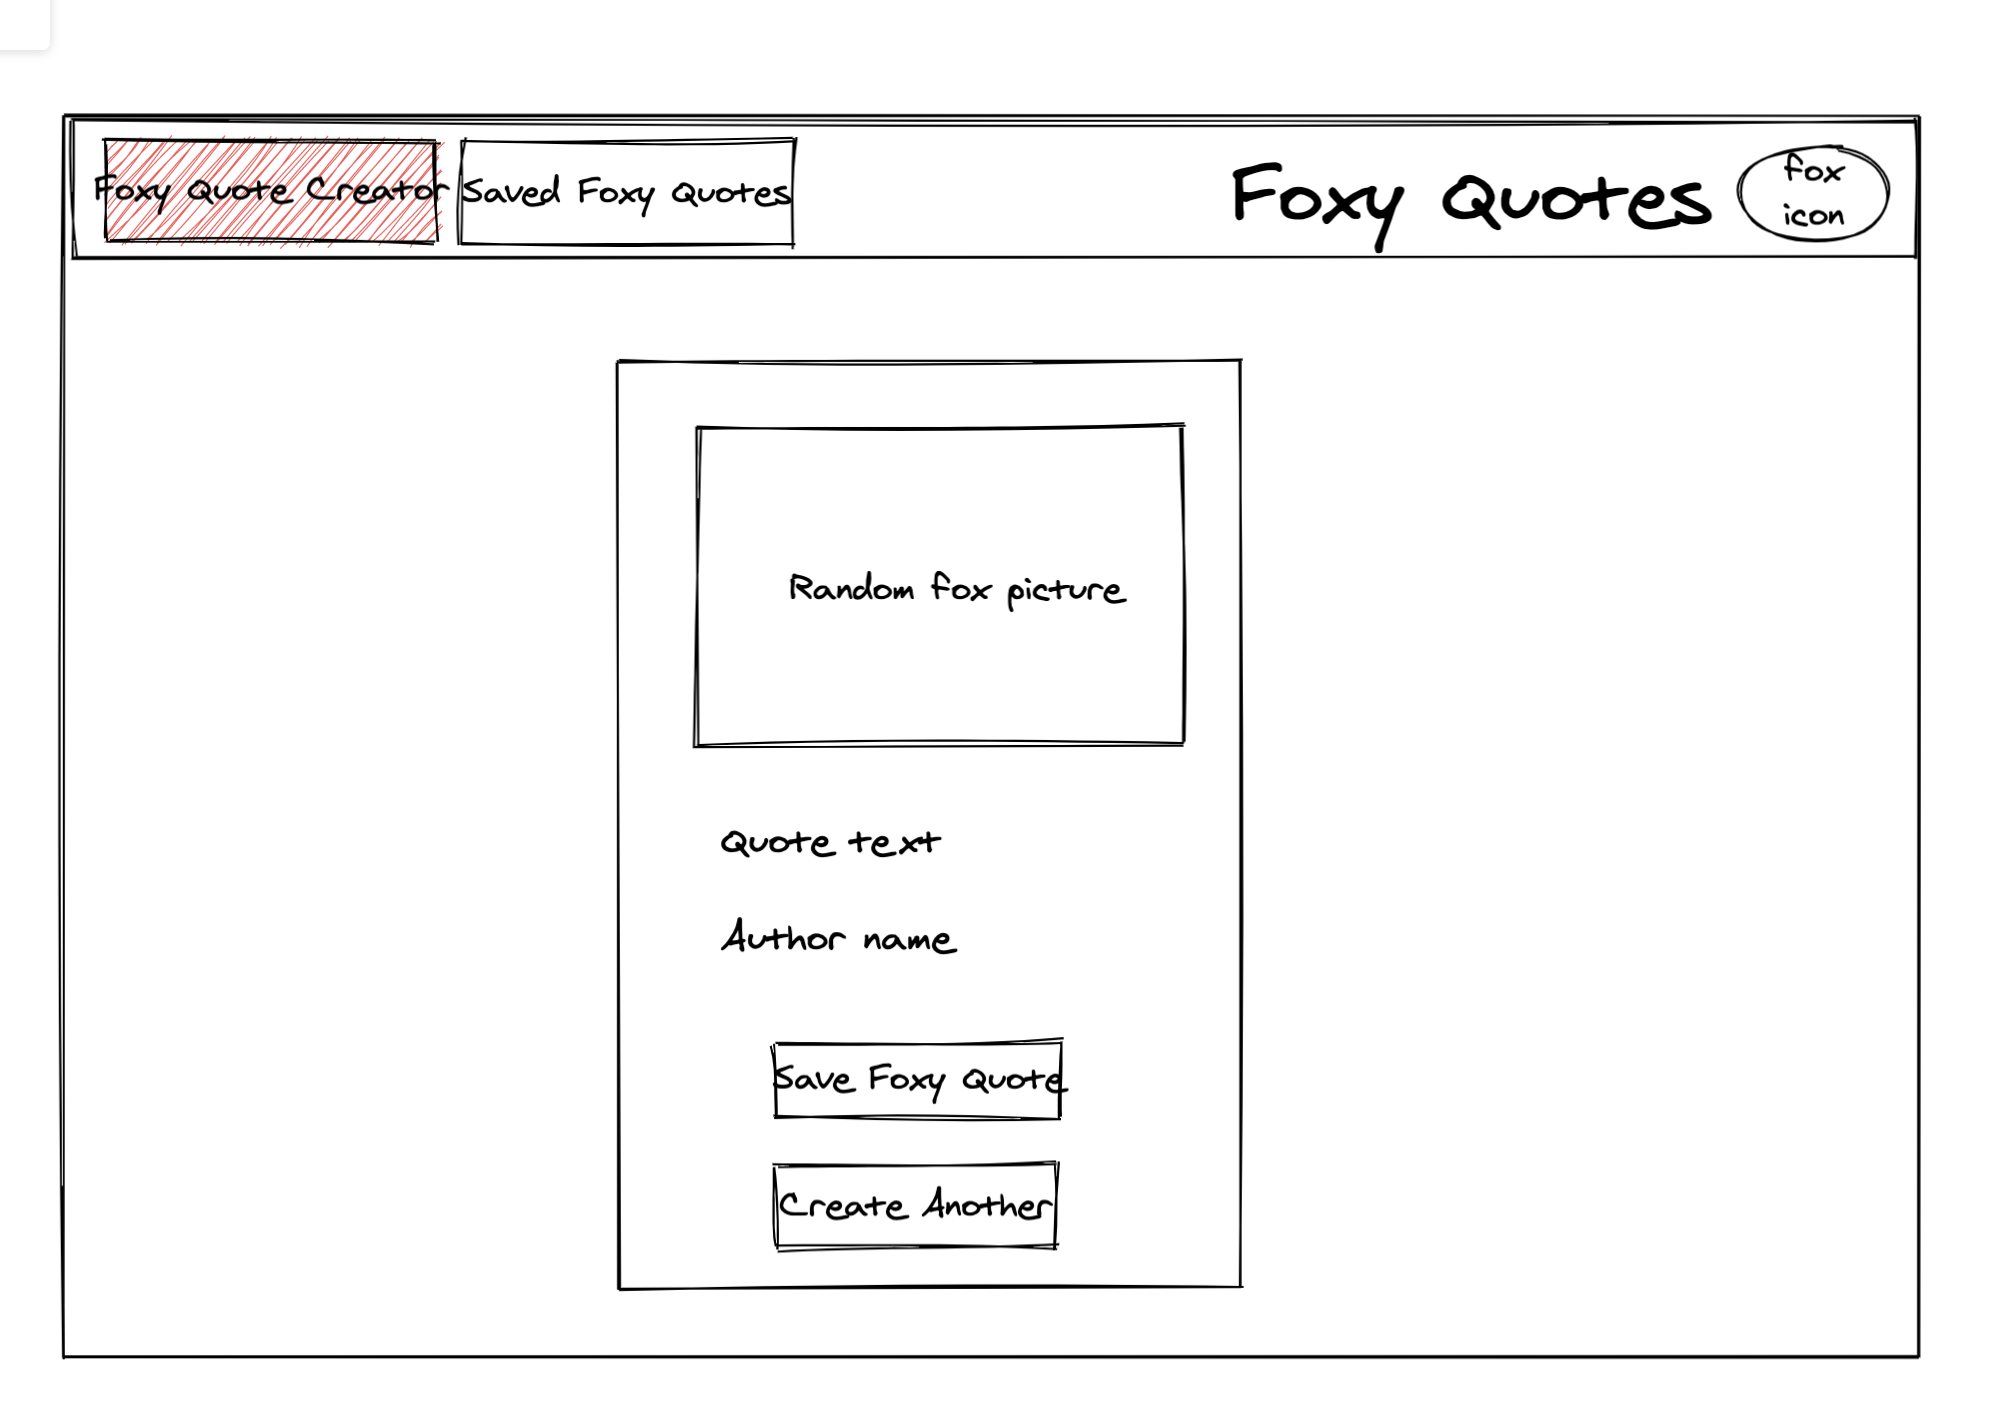 Foxy Quote Creator
Saved Foxy Quotes
Foxy Quotes
fox
icon
Random fox picture
Quote text
Author name
Save Foxy Quote
Create Another